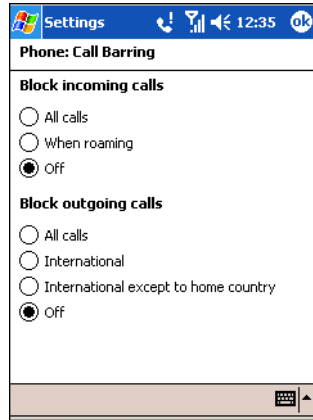 Settings 12:35 ok
Phone: Call Barring
Block incoming calls
All calls
When roaming
Off
Block outgoing calls
All calls
International
International except to home country
Off